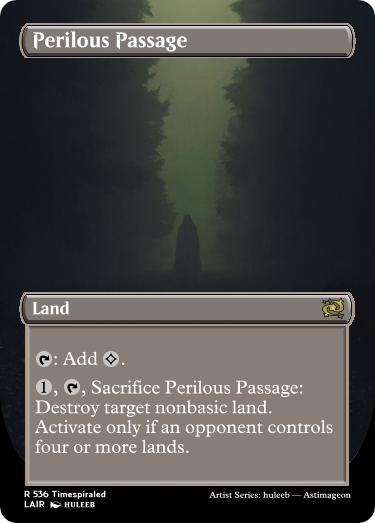 Perilous Passage
Land
: Add .
1, , Sacrifice Perilous Passage:
Destroy target nonbasic land.
Activate only if an opponent controls
four or more lands.
R 536 Timespiraled
LAIR HULEEB
Artist Series: huleeb — Astimageon